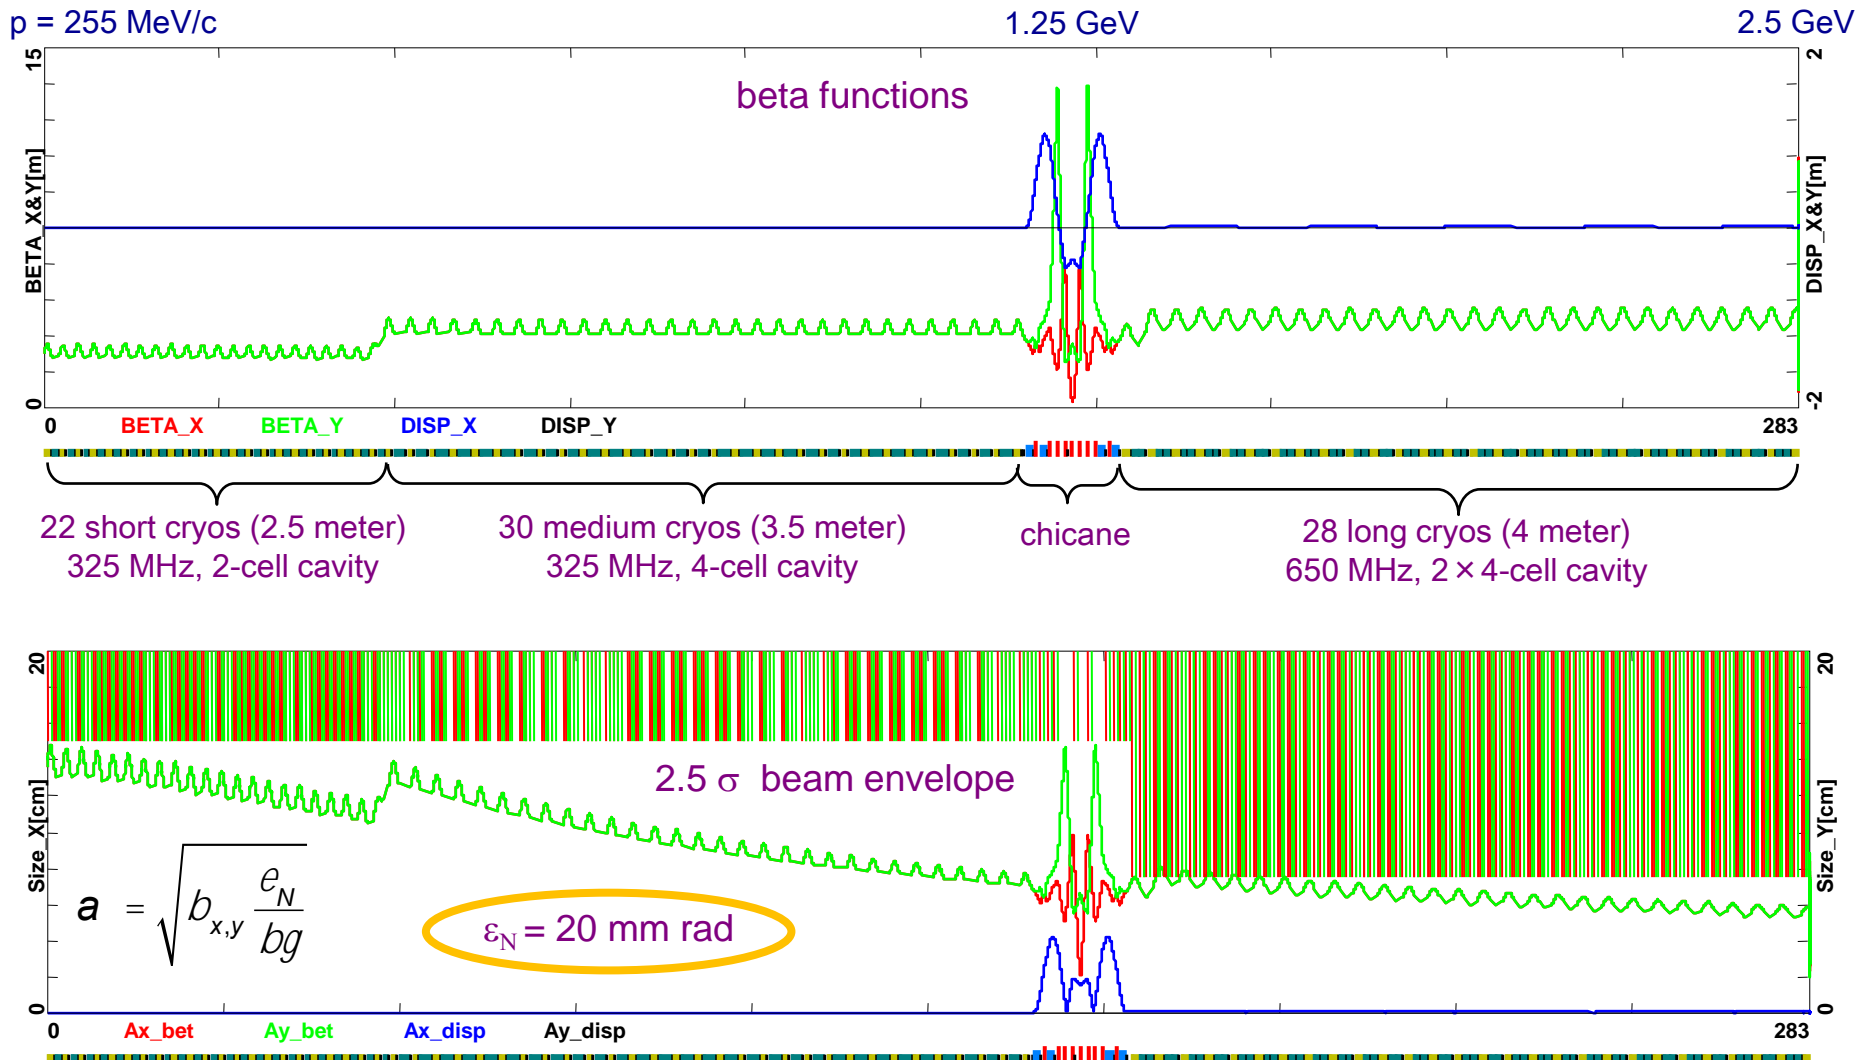 p = 255 MeV/c
1.25 GeV
2.5 GeV
15
2
beta functions
BETA_X&Y[m]
DISP_X&Y[m]
0
-2
0
BETA_X
BETA_Y
DISP_X
DISP_Y
283
22 short cryos (2.5 meter)
325 MHz, 2-cell cavity
30 medium cryos (3.5 meter)
325 MHz, 4-cell cavity
chicane
28 long cryos (4 meter)
650 MHz, 2 × 4-cell cavity
20
20
2.5 σ beam envelope
Size_X[cm]
Size_Y[cm]
a = √ b x,y e N / bg
εN = 20 mm rad
0
0
0
Ax_bet
Ay_bet
Ax_disp
Ay_disp
283